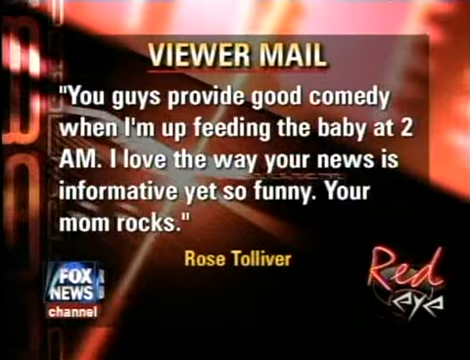 VIEWER MAIL
"You guys provide good comedy
when I'm up feeding the baby at 2
AM. I love the way your news is
informative yet so funny. Your
mom rocks."
Rose Tolliver
FOX
NEWS
channel
Red
eye